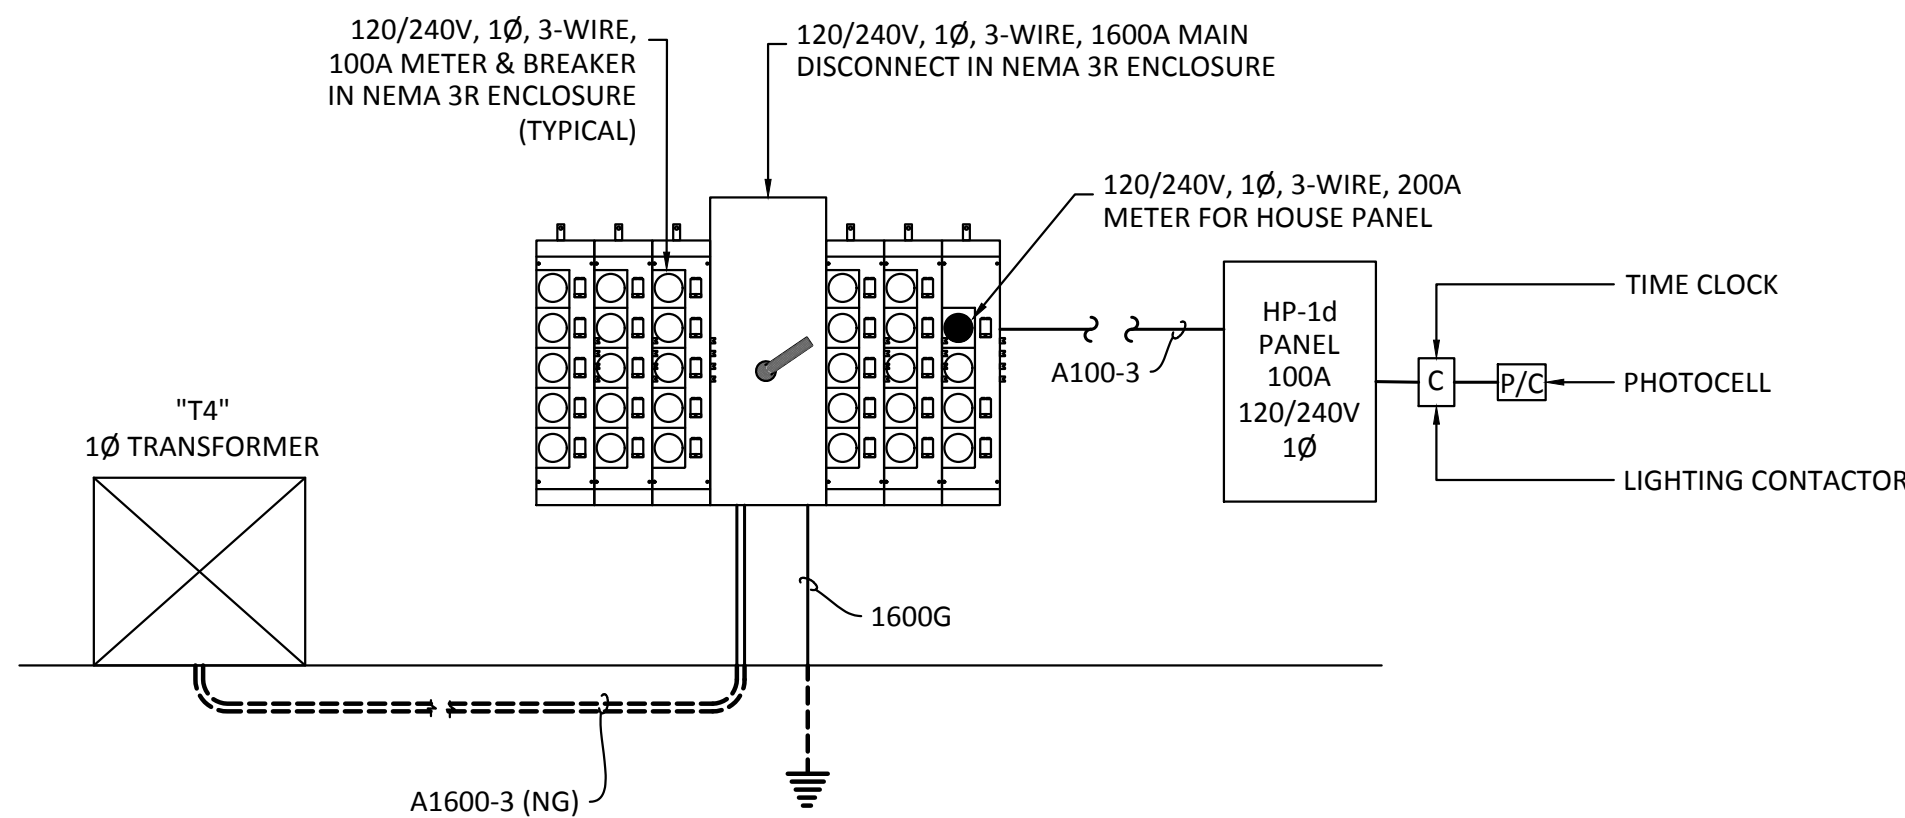 120/240V, 1Ø, 3-WIRE,
100A METER & BREAKER
IN NEMA 3R ENCLOSURE
(TYPICAL)
120/240V, 1Ø, 3-WIRE, 1600A MAIN
DISCONNECT IN NEMA 3R ENCLOSURE
120/240V, 1Ø, 3-WIRE, 200A
METER FOR HOUSE PANEL
A100-3
HP-1d
PANEL
100A
120/240V
1Ø
TIME CLOCK
C
P/C
PHOTOCELL
LIGHTING CONTACTOR
"T4"
1Ø TRANSFORMER
1600G
A1600-3 (NG)